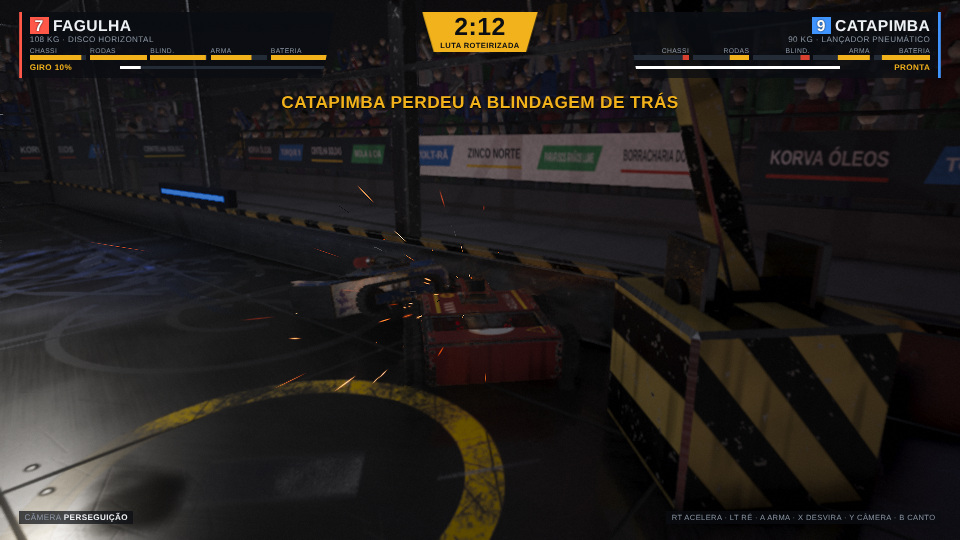 7 FAGULHA
108 KG · DISCO HORIZONTAL
CHASSI RODAS BLIND. ARMA BATERIA
GIRO 10%
2:12
LUTA ROTEIRIZADA
9 CATAPIMBA
90 KG · LANÇADOR PNEUMÁTICO
CHASSI RODAS BLIND. ARMA BATERIA
PRONTA
CATAPIMBA PERDEU A BLINDAGEM DE TRÁS
ZINCO NORTE
BORRACHARIA DO
KORVA ÓLEOS
CÂMERA PERSEGUIÇÃO
RT ACELERA · LT RÉ · A ARMA · X DESVIRA · Y CÂMERA · B CANTO